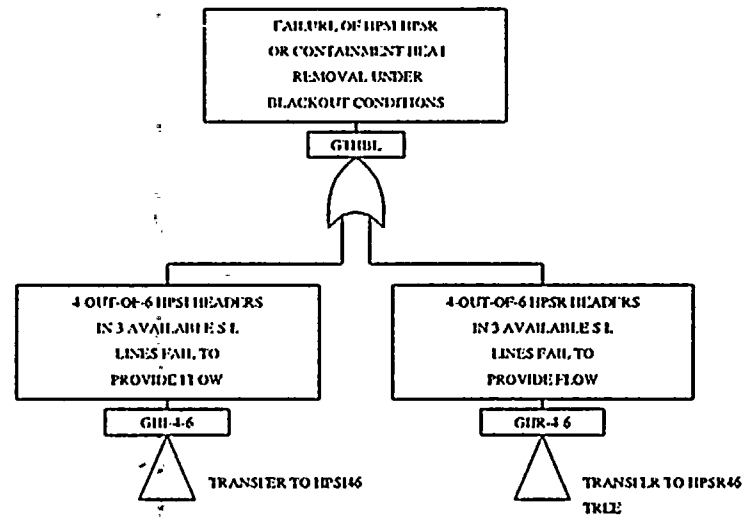 FAILURE OF HPSI HPSR
OR CONTAINMENT HEAT
REMOVAL UNDER
BLACKOUT CONDITIONS
GTHBL
4-OUT-OF-6 HPSI HEADERS
IN 3 AVAILABLE S.I.
LINES FAIL TO
PROVIDE FLOW
GHI-4-6
TRANSFER TO HPSI46
4-OUT-OF-6 HPSR HEADERS
IN 3 AVAILABLE S.I.
LINES FAIL TO
PROVIDE FLOW
GHR-4-6
TRANSFER TO HPSR46
TREE